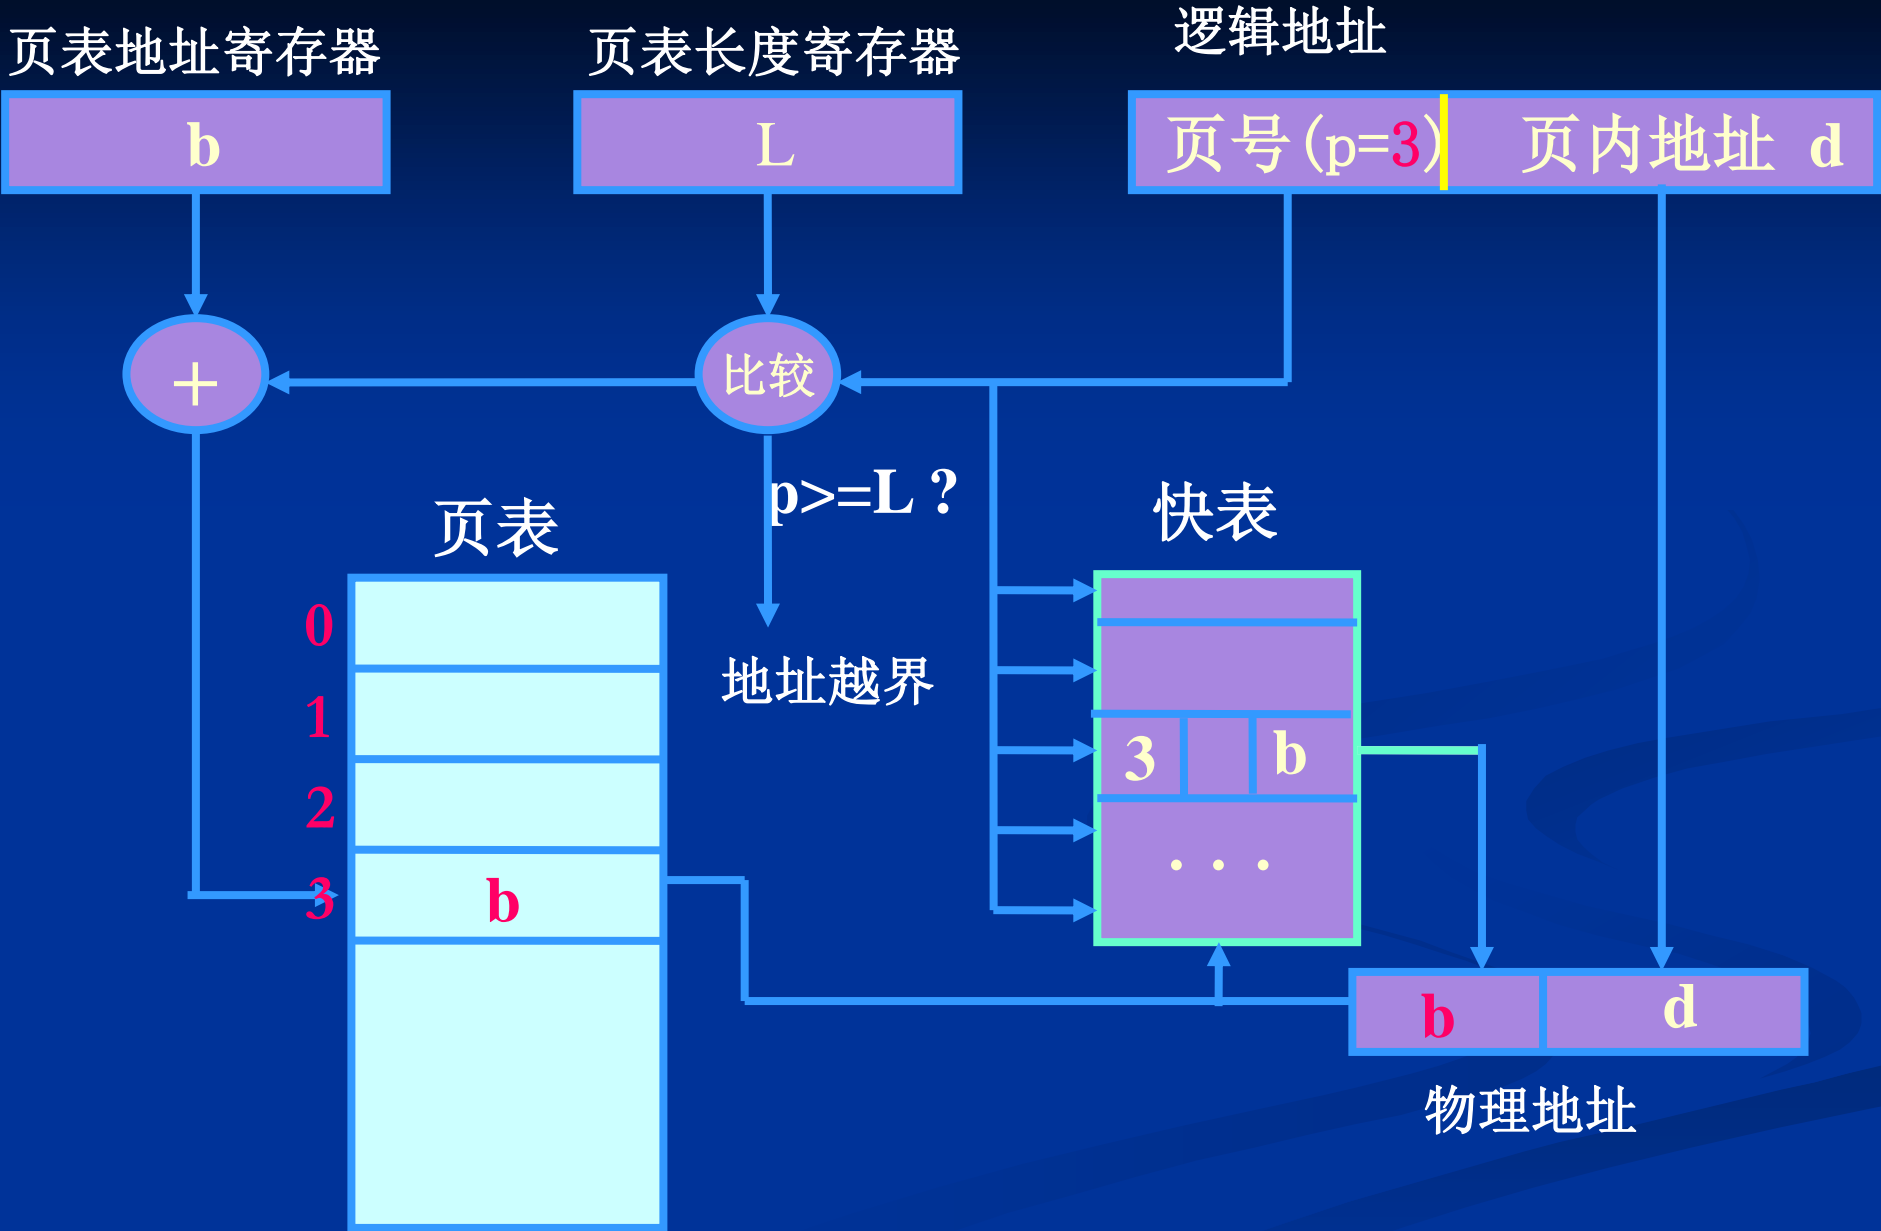 页表地址寄存器
页表长度寄存器
逻辑地址
b
L
页号(p=3)
页内地址 d
+
比较
p>=L ?
页表
快表
0
1
2
3
b
地址越界
3
b
. . .
b
d
物理地址